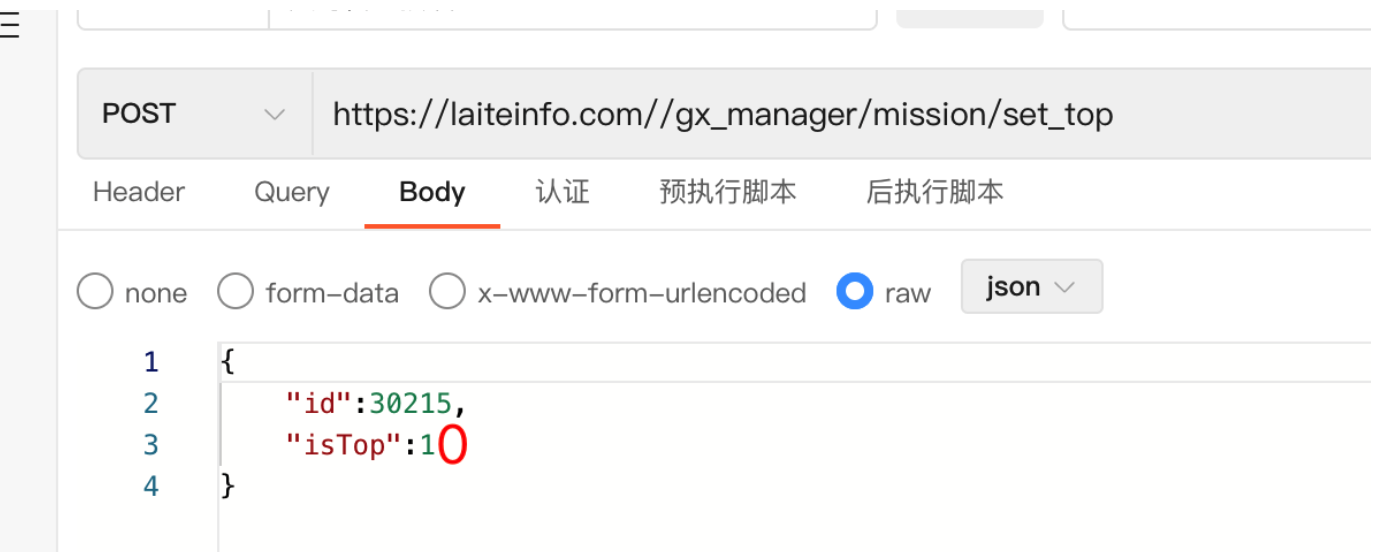 POST https://laiteinfo.com//gx_manager/mission/set_top
Header Query Body 认证 预执行脚本 后执行脚本
none form-data x-www-form-urlencoded raw json
1 {
2 "id":30215,
3 "isTop":1
4 }